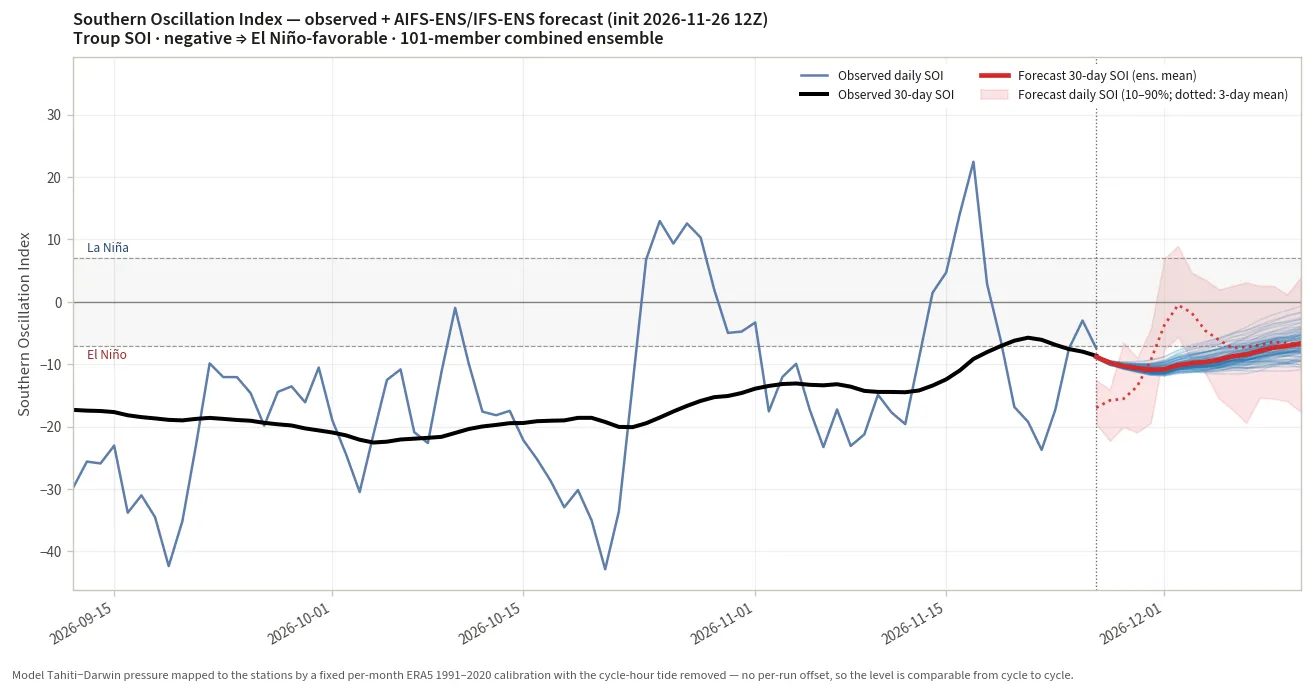 Southern Oscillation Index — observed + AIFS-ENS/IFS-ENS forecast (init 2026-11-26 12Z)
Troup SOI · negative ⇒ El Niño-favorable · 101-member combined ensemble
Observed daily SOI
Observed 30-day SOI
Forecast 30-day SOI (ens. mean)
Forecast daily SOI (10–90%; dotted: 3-day mean)
Southern Oscillation Index
30
20
10
0
−10
−20
−30
−40
La Niña
El Niño
2026-09-15
2026-10-01
2026-10-15
2026-11-01
2026-11-15
2026-12-01
Model Tahiti−Darwin pressure mapped to the stations by a fixed per-month ERA5 1991–2020 calibration with the cycle-hour tide removed — no per-run offset, so the level is comparable from cycle to cycle.